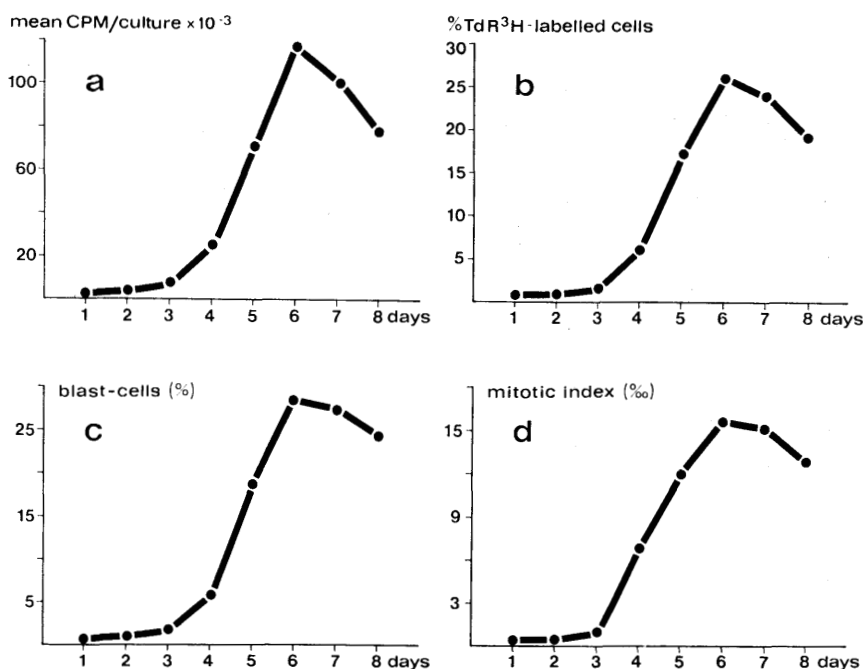 mean CPM/culture ×10⁻³
a
100
60
20
1 2 3 4 5 6 7 8 days
%TdR³H-labelled cells
b
30
25
20
15
10
5
1 2 3 4 5 6 7 8 days
blast-cells (%)
c
25
15
5
1 2 3 4 5 6 7 8 days
mitotic index (‰)
d
15
9
3
1 2 3 4 5 6 7 8 days